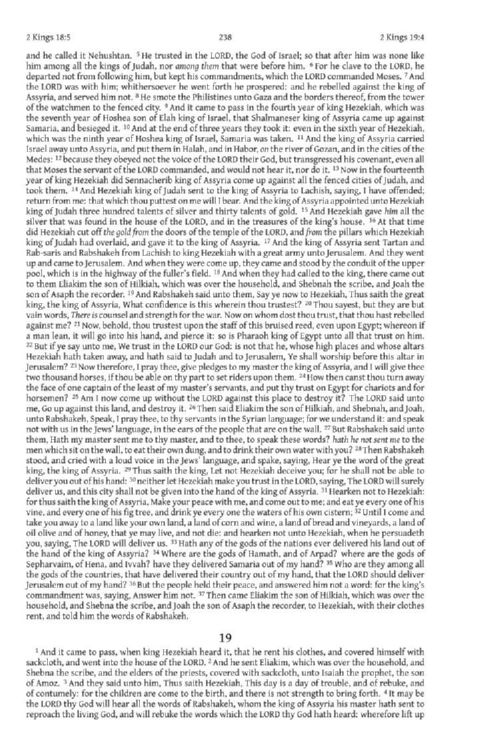 2 Kings 18:5 238 2 Kings 19:4
and he called it Nehushtan. 5 He trusted in the LORD, the God of Israel; so that after him was none like
him among all the kings of Judah, nor among them that were before him. 6 For he clave to the LORD, he
departed not from following him, but kept his commandments, which the LORD commanded Moses. 7 And
the LORD was with him; whithersoever he went forth he prospered: and he rebelled against the king of
Assyria, and served him not. 8 He smote the Philistines unto Gaza and the borders thereof, from the tower
of the watchmen to the fenced city. 9 And it came to pass in the fourth year of king Hezekiah, which was
the seventh year of Hoshea son of Elah king of Israel, that Shalmaneser king of Assyria came up against
Samaria, and besieged it. 10 And at the end of three years they took it: even in the sixth year of Hezekiah,
which was the ninth year of Hoshea king of Israel, Samaria was taken. 11 And the king of Assyria carried
Israel away unto Assyria, and put them in Halah, and in Habor, on the river of Gozan, and in the cities of the
Medes: 12 because they obeyed not the voice of the LORD their God, but transgressed his covenant, even all
that Moses the servant of the LORD commanded, and would not hear it, nor do it. 13 Now in the fourteenth
year of king Hezekiah did Sennacherib king of Assyria come up against all the fenced cities of Judah, and
took them. 14 And Hezekiah king of Judah sent to the king of Assyria to Lachish, saying, I have offended;
return from me: that which thou puttest on me will I bear. And the king of Assyria appointed unto Hezekiah
king of Judah three hundred talents of silver and thirty talents of gold. 15 And Hezekiah gave him all the
silver that was found in the house of the LORD, and in the treasures of the king's house. 16 At that time
did Hezekiah cut off the gold from the doors of the temple of the LORD, and from the pillars which Hezekiah
king of Judah had overlaid, and gave it to the king of Assyria. 17 And the king of Assyria sent Tartan and
Rab-saris and Rabshakeh from Lachish to king Hezekiah with a great army unto Jerusalem. And they went
up and came to Jerusalem. And when they were come up, they came and stood by the conduit of the upper
pool, which is in the highway of the fuller's field. 18 And when they had called to the king, there came out
to them Eliakim the son of Hilkiah, which was over the household, and Shebnah the scribe, and Joah the
son of Asaph the recorder. 19 And Rabshakeh said unto them, Say ye now to Hezekiah, Thus saith the great
king, the king of Assyria, What confidence is this wherein thou trustest? 20 Thou sayest, but they are but
vain words, There is counsel and strength for the war. Now on whom dost thou trust, that thou hast rebelled
against me? 21 Now, behold, thou trustest upon the staff of this bruised reed, even upon Egypt; whereon if
a man lean, it will go into his hand, and pierce it: so is Pharaoh king of Egypt unto all that trust on him.
22 But if ye say unto me, We trust in the LORD our God: is not that he, whose high places and whose altars
Hezekiah hath taken away, and hath said to Judah and to Jerusalem, Ye shall worship before this altar in
Jerusalem? 23 Now therefore, I pray thee, give pledges to my master the king of Assyria, and I will give thee
two thousand horses, if thou be able on thy part to set riders upon them. 24 How then canst thou turn away
the face of one captain of the least of my master's servants, and put thy trust on Egypt for chariots and for
horsemen? 25 Am I now come up without the LORD against this place to destroy it? The LORD said unto
me, Go up against this land, and destroy it. 26 Then said Eliakim the son of Hilkiah, and Shebnah, and Joah,
unto Rabshakeh, Speak, I pray thee, to thy servants in the Syrian language; for we understand it: and speak
not with us in the Jews' language, in the ears of the people that are on the wall. 27 But Rabshakeh said unto
them, Hath my master sent me to thy master, and to thee, to speak these words? hath he not sent me to the
men which sit on the wall, to eat their own dung, and to drink their own water with you? 28 Then Rabshakeh
stood, and cried with a loud voice in the Jews' language, and spake, saying, Hear ye the word of the great
king, the king of Assyria. 29 Thus saith the king, Let not Hezekiah deceive you; for he shall not be able to
deliver you out of his hand: 30 neither let Hezekiah make you trust in the LORD, saying, The LORD will surely
deliver us, and this city shall not be given into the hand of the king of Assyria. 31 Hearken not to Hezekiah:
for thus saith the king of Assyria, Make your peace with me, and come out to me; and eat ye every one of his
vine, and every one of his fig tree, and drink ye every one the waters of his own cistern; 32 Until I come and
take you away to a land like your own land, a land of corn and wine, a land of bread and vineyards, a land of
oil olive and of honey, that ye may live, and not die: and hearken not unto Hezekiah, when he persuadeth
you, saying, The LORD will deliver us. 33 Hath any of the gods of the nations ever delivered his land out of
the hand of the king of Assyria? 34 Where are the gods of Hamath, and of Arpad? where are the gods of
Sepharvaim, of Hena, and Ivvah? have they delivered Samaria out of my hand? 35 Who are they among all
the gods of the countries, that have delivered their country out of my hand, that the LORD should deliver
Jerusalem out of my hand? 36 But the people held their peace, and answered him not a word: for the king's
commandment was, saying, Answer him not. 37 Then came Eliakim the son of Hilkiah, which was over the
household, and Shebna the scribe, and Joah the son of Asaph the recorder, to Hezekiah, with their clothes
rent, and told him the words of Rabshakeh.
19
1 And it came to pass, when king Hezekiah heard it, that he rent his clothes, and covered himself with
sackcloth, and went into the house of the LORD. 2 And he sent Eliakim, which was over the household, and
Shebna the scribe, and the elders of the priests, covered with sackcloth, unto Isaiah the prophet, the son
of Amoz. 3 And they said unto him, Thus saith Hezekiah, This day is a day of trouble, and of rebuke, and
of contumely: for the children are come to the birth, and there is not strength to bring forth. 4 It may be
the LORD thy God will hear all the words of Rabshakeh, whom the king of Assyria his master hath sent to
reproach the living God, and will rebuke the words which the LORD thy God hath heard: wherefore lift up